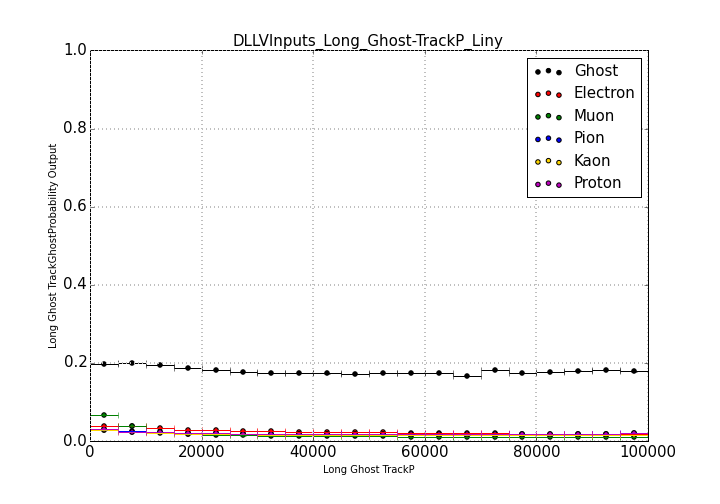 DLLVInputs_Long_Ghost-TrackP_Liny
1.0
0.8
0.6
0.4
0.2
0.0
Long Ghost TrackGhostProbability Output
Ghost
Electron
Muon
Pion
Kaon
Proton
0 20000 40000 60000 80000 100000
Long Ghost TrackP